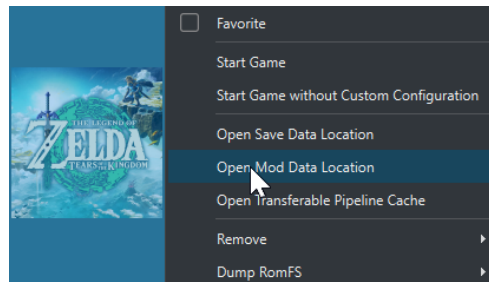 Favorite
Start Game
Start Game without Custom Configuration
Open Save Data Location
Open Mod Data Location
Open Transferable Pipeline Cache
Remove
Dump RomFS
THE LEGEND OF
ZELDA
TEARS OF THE KINGDOM